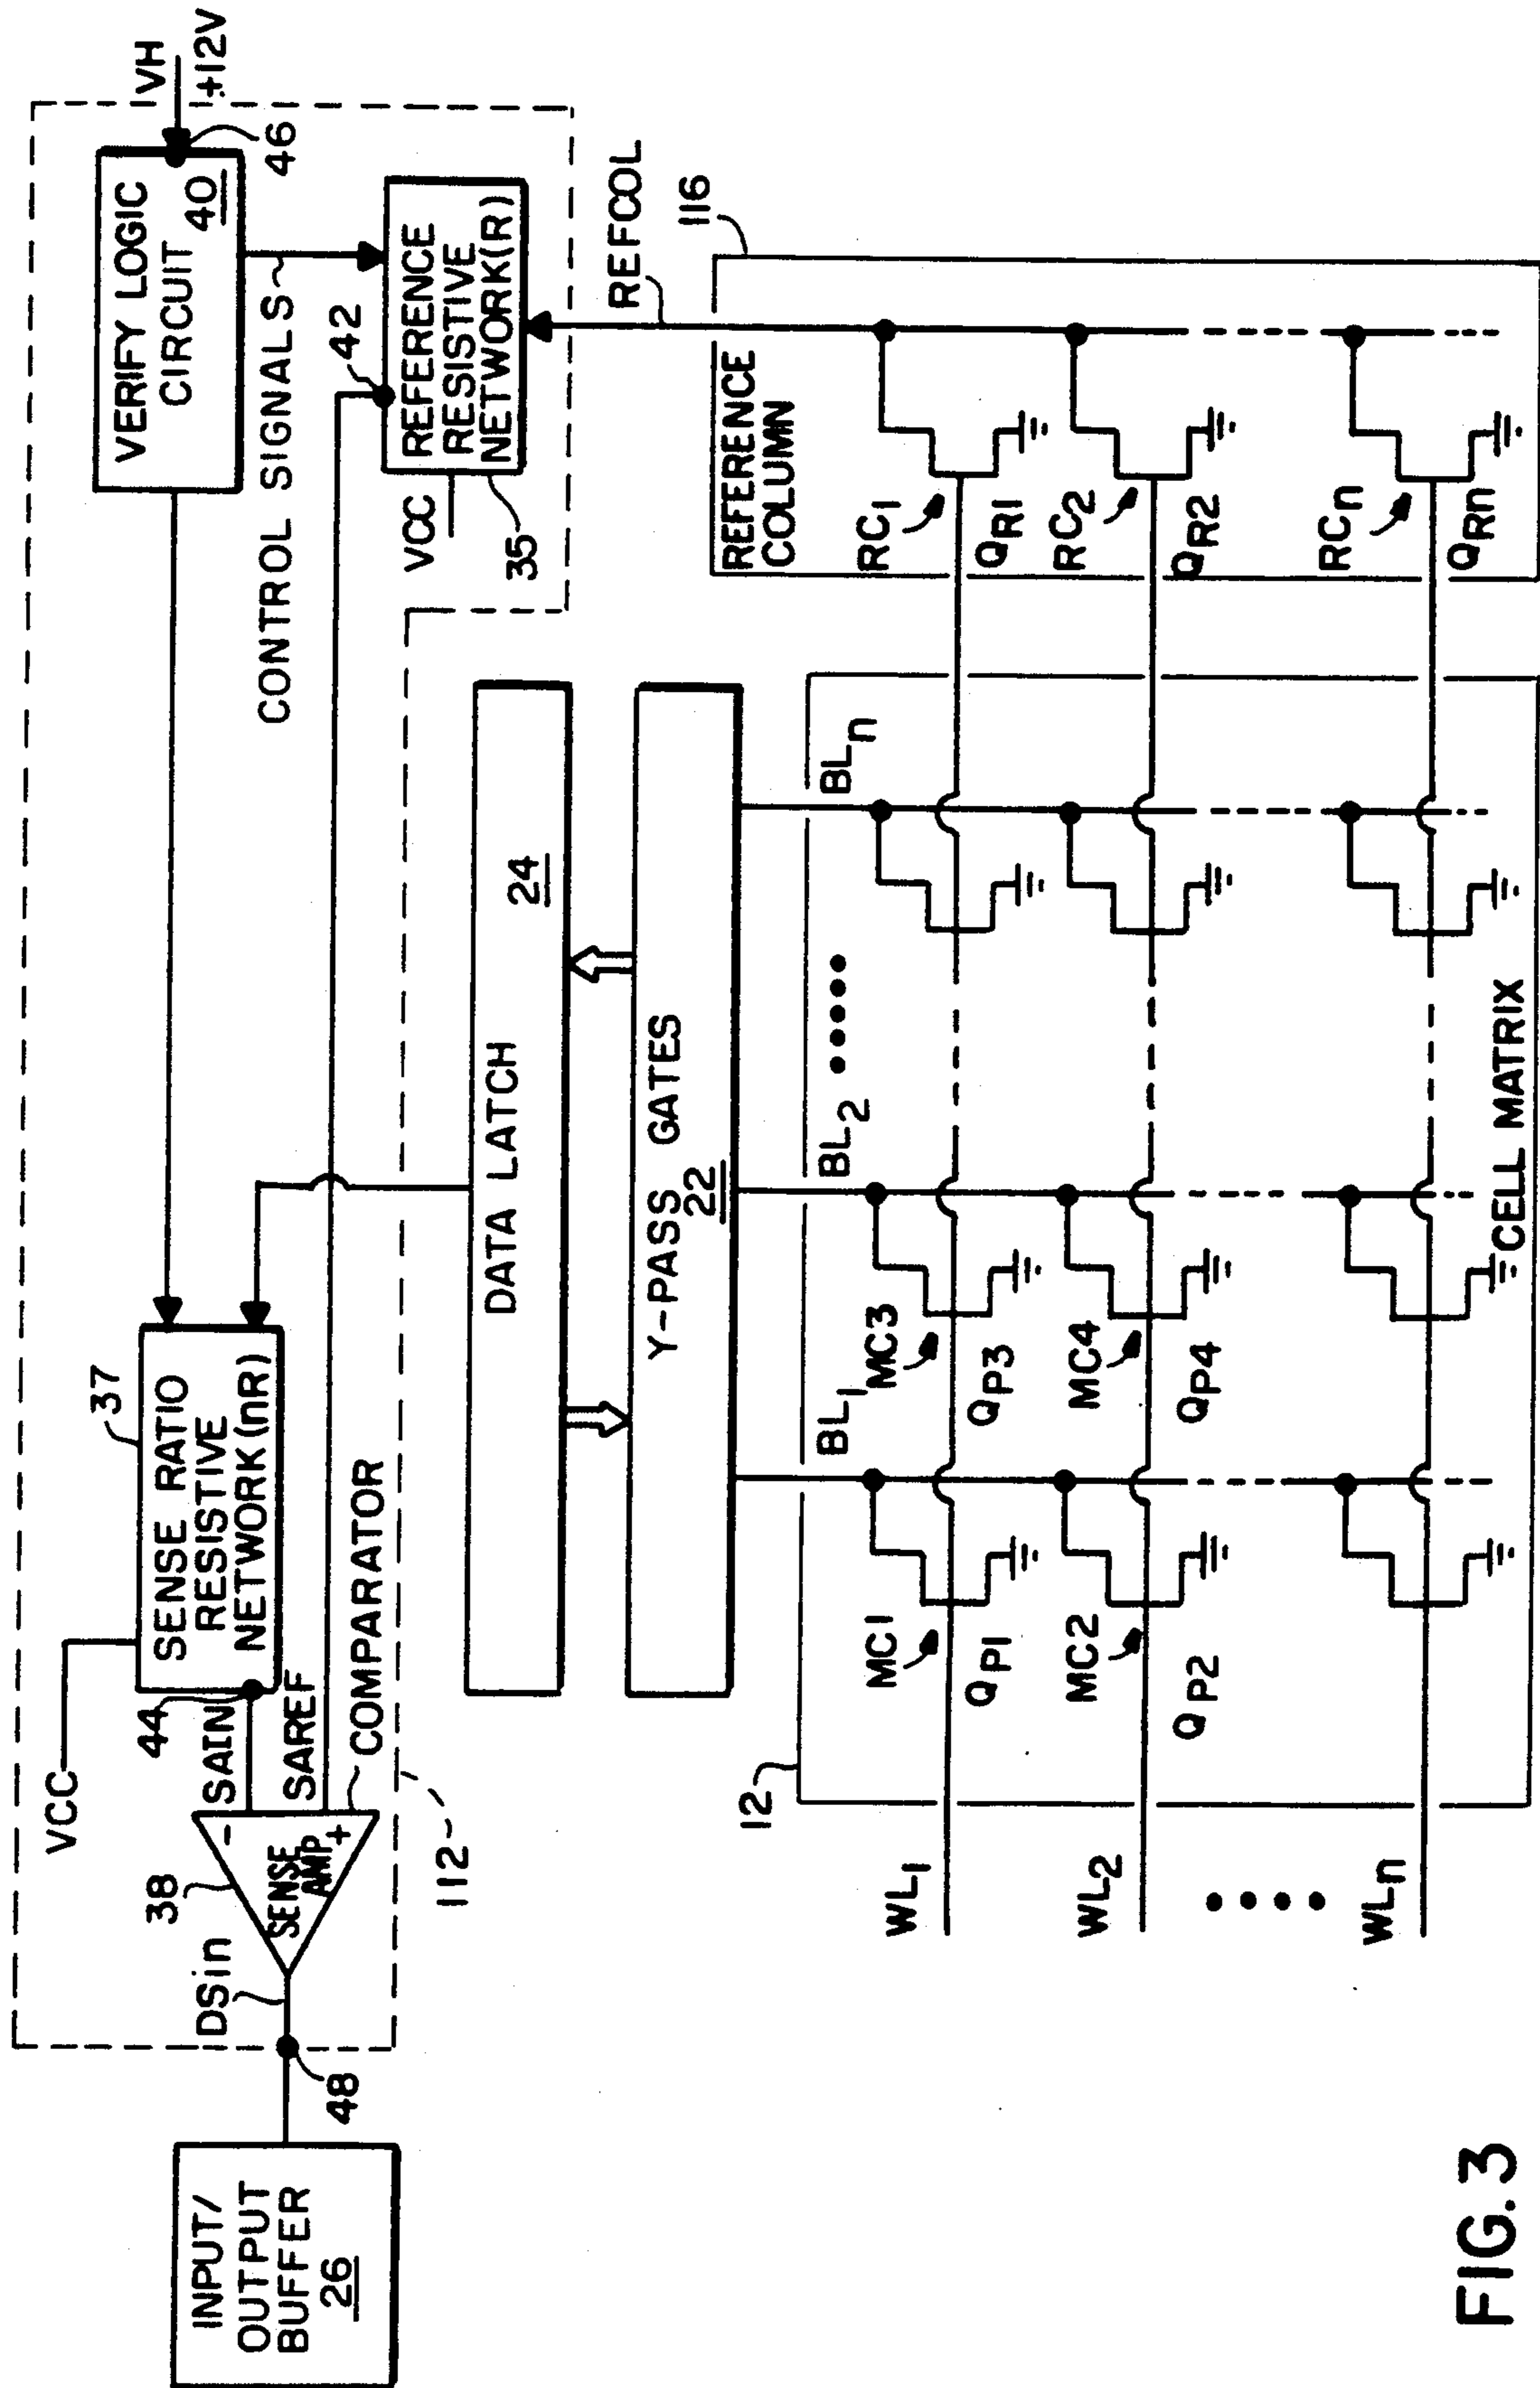 INPUT/
OUTPUT
BUFFER
26
48
DSin
38
SENSE
AMP
-
+
COMPARATOR
112
VCC
44
SAIN
SAREF
37
SENSE RATIO
RESISTIVE
NETWORK (nR)
VERIFY LOGIC
CIRCUIT
40
VH
+12V
46
CONTROL SIGNALS
42
REFERENCE
RESISTIVE
NETWORK(R)
VCC
35
DATA LATCH
24
Y-PASS GATES
22
REFCOL
116
REFERENCE
COLUMN
12
BL1
BL2
BLn
WL1
MC1
QP1
MC3
QP3
RC1
QR1
WL2
MC2
QP2
MC4
QP4
RC2
QR2
WLn
RCn
QRn
CELL MATRIX
FIG. 3